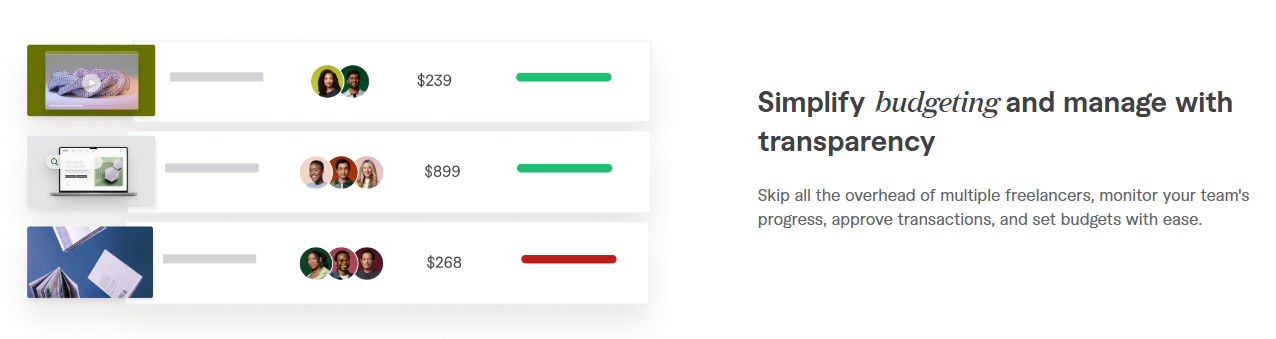 $239
$899
$268
Simplify budgeting and manage with
transparency
Skip all the overhead of multiple freelancers, monitor your team's
progress, approve transactions, and set budgets with ease.